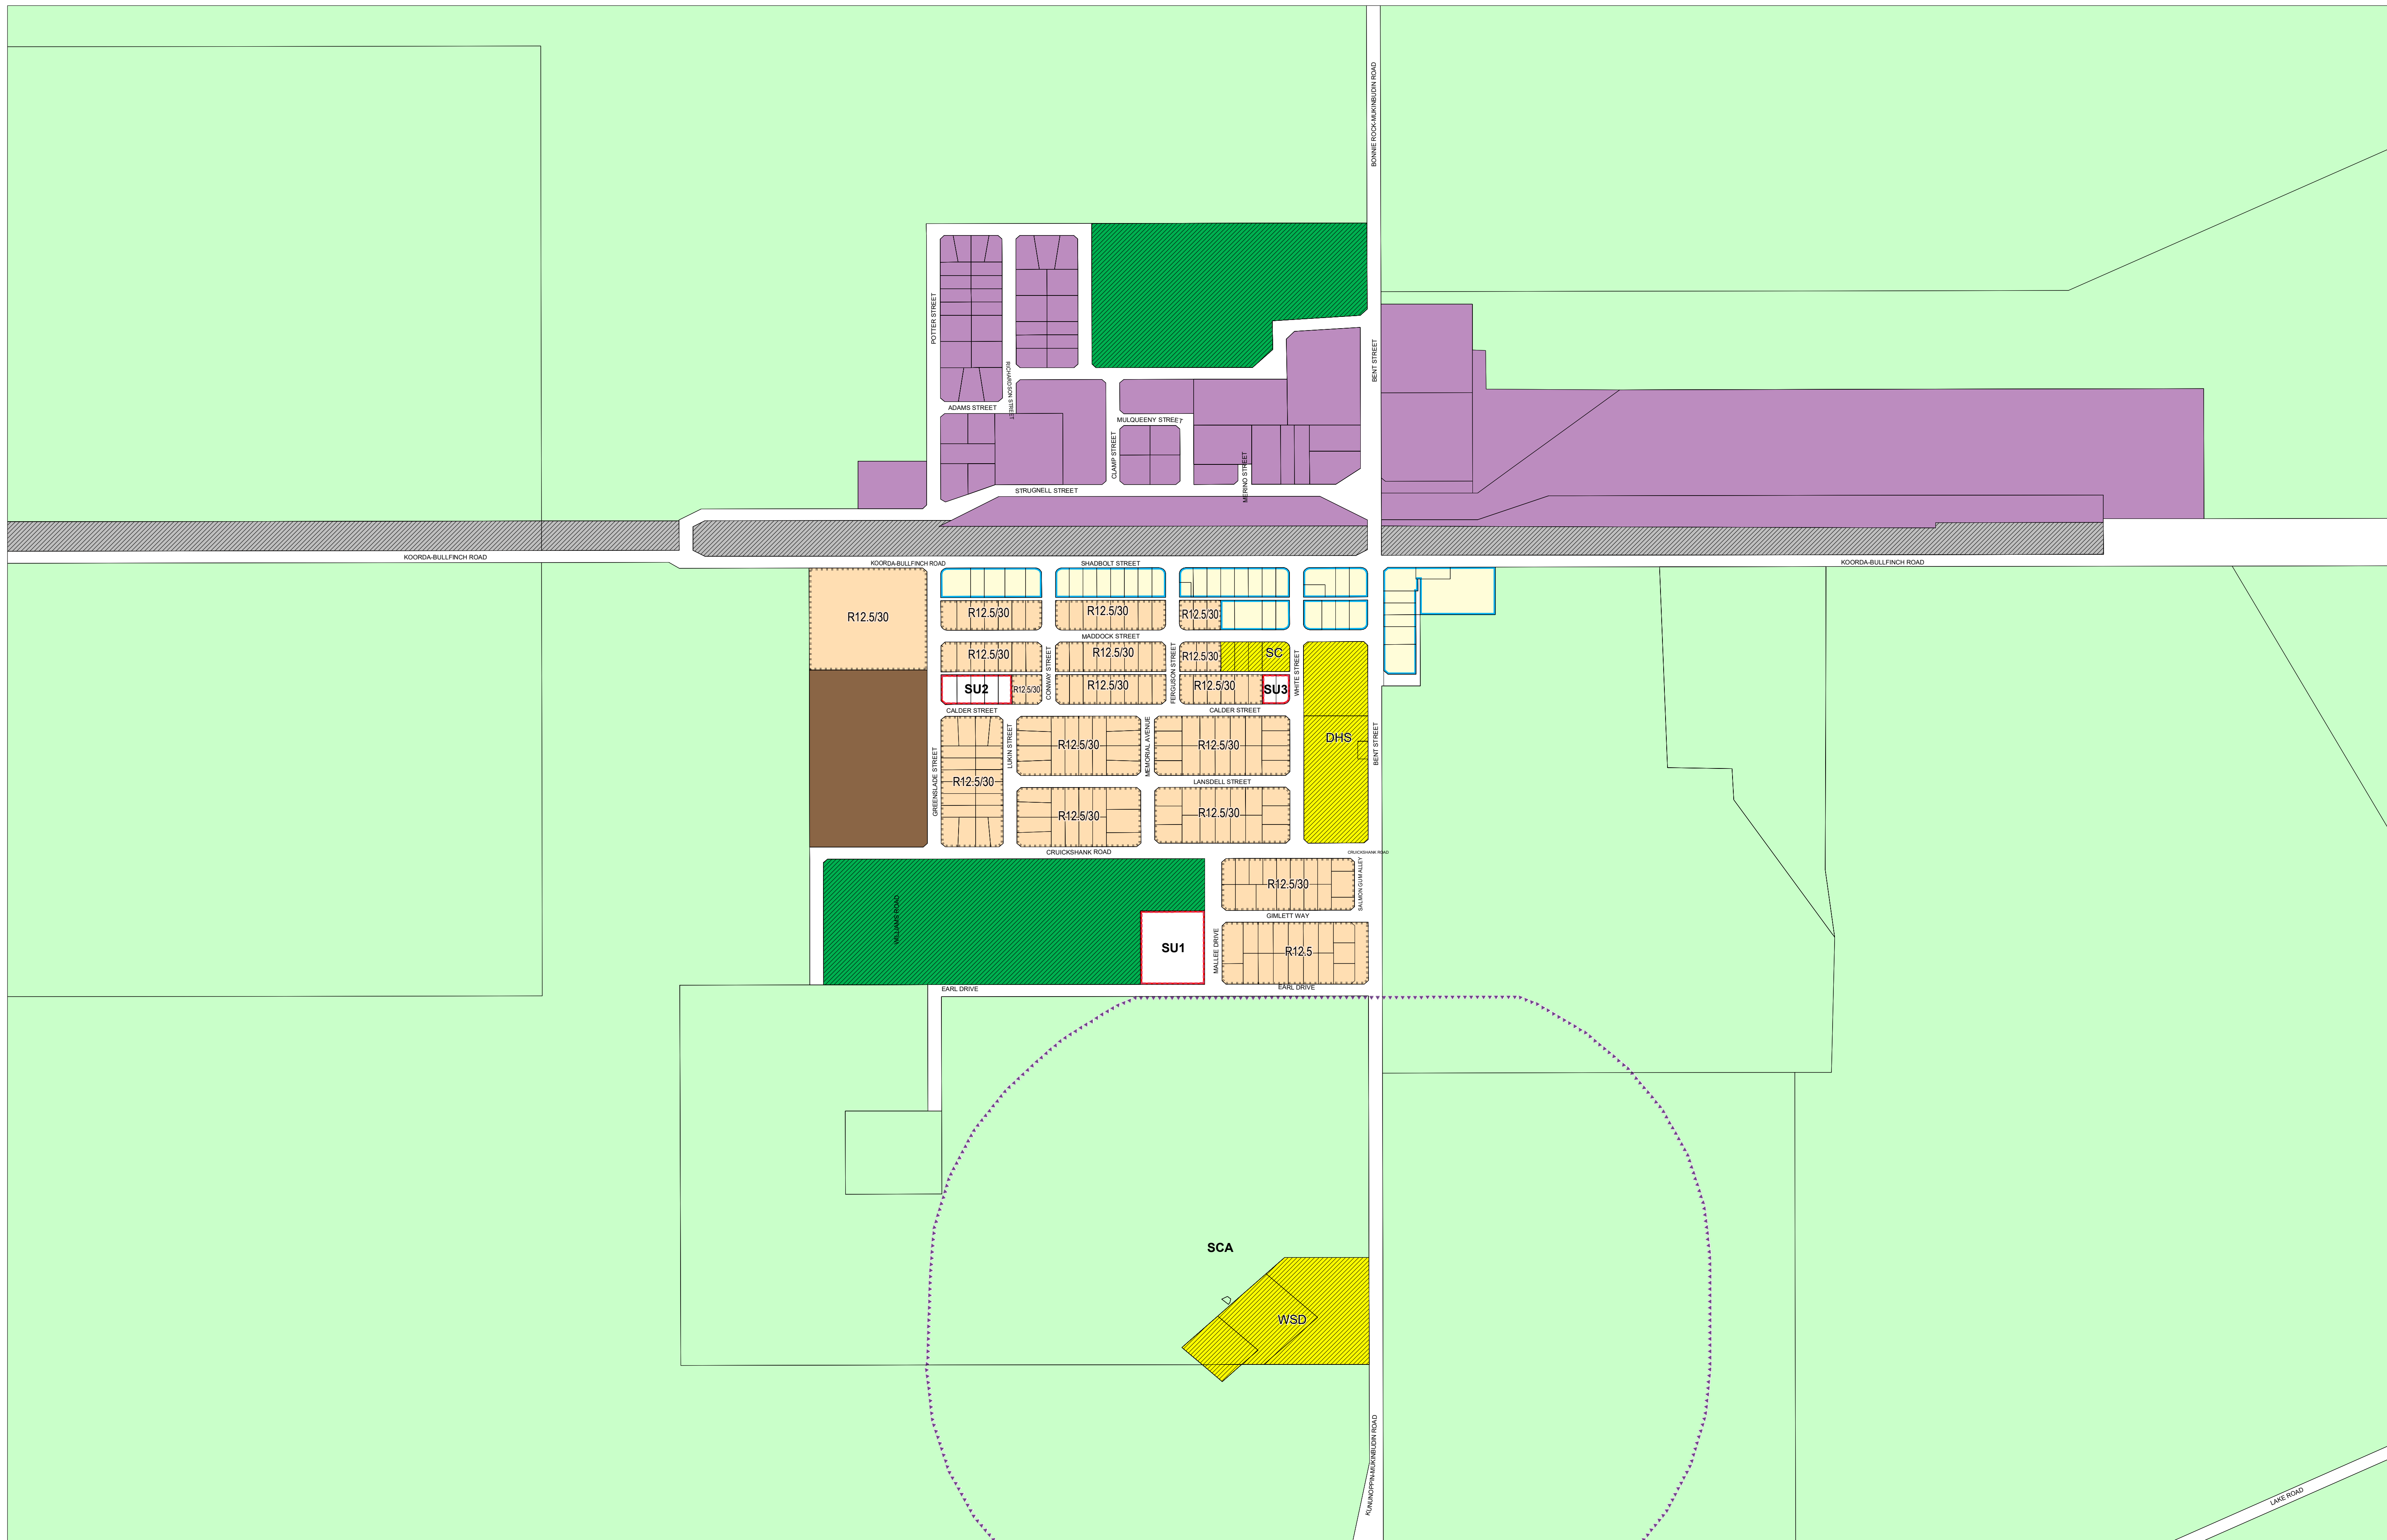 BONNIE ROCK-MUKINBUDIN ROAD
POTTER STREET
RICHARDSON STREET
BENT STREET
ADAMS STREET
MULQUEENY STREET
CLAMP STREET
MERINO STREET
STRUGNELL STREET
KOORDA-BULLFINCH ROAD
KOORDA-BULLFINCH ROAD
SHADBOLT STREET
KOORDA-BULLFINCH ROAD
R12.5/30
R12.5/30
R12.5/30
R12.5/30
MADDOCK STREET
R12.5/30
R12.5/30
R12.5/30
SC
CONWAY STREET
FERGUSON STREET
WHITE STREET
SU2
R12.5/30
R12.5/30
R12.5/30
SU3
CALDER STREET
CALDER STREET
GREENSLADE STREET
LUKIN STREET
R12.5/30
MEMORIAL AVENUE
R12.5/30
DHS
BENT STREET
R12.5/30
LANSDELL STREET
R12.5/30
R12.5/30
CRUICKSHANK ROAD
CRUICKSHANK ROAD
R12.5/30
SALMON GUM ALLEY
GIMLETT WAY
SU1
MALLEE DRIVE
R12.5
EARL DRIVE
EARL DRIVE
SCA
WSD
KUNUNOPPIN-MUKINBUDIN ROAD
LAKE ROAD